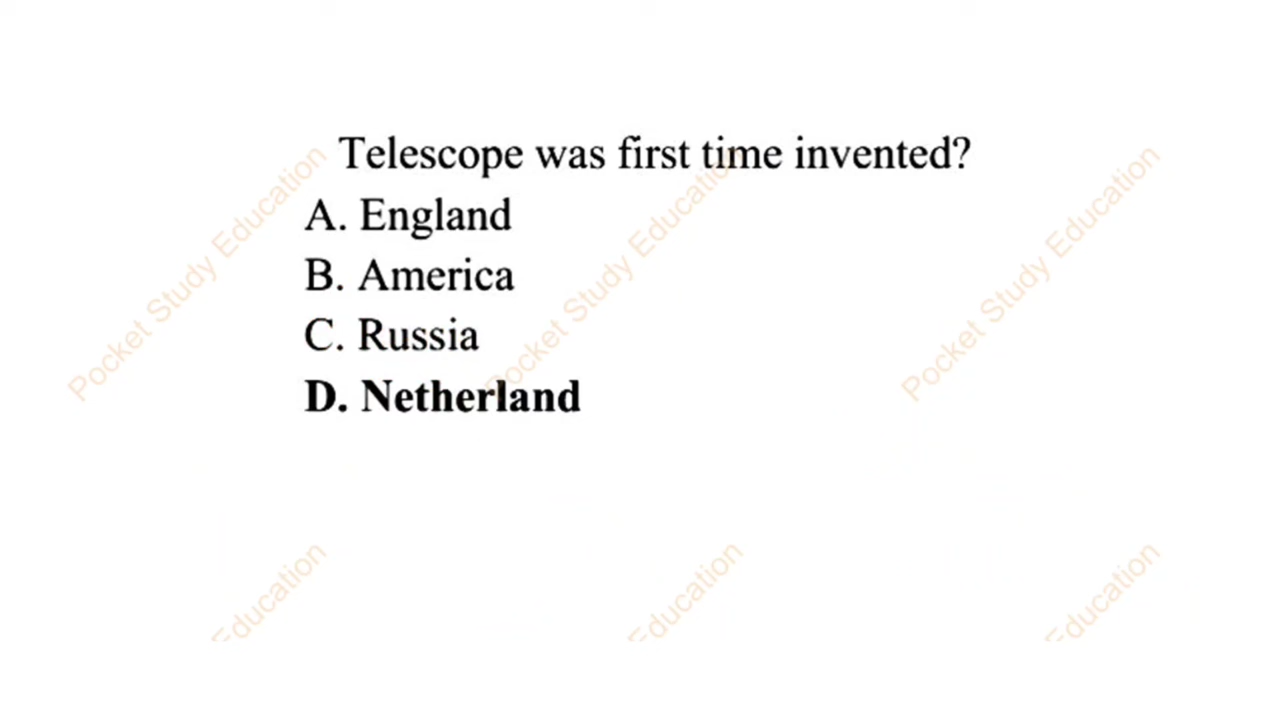 Telescope was first time invented?
A. England
B. America
C. Russia
D. Netherland
Pocket Study Education
Pocket Study Education
Pocket Study Education
Education
Education
Education